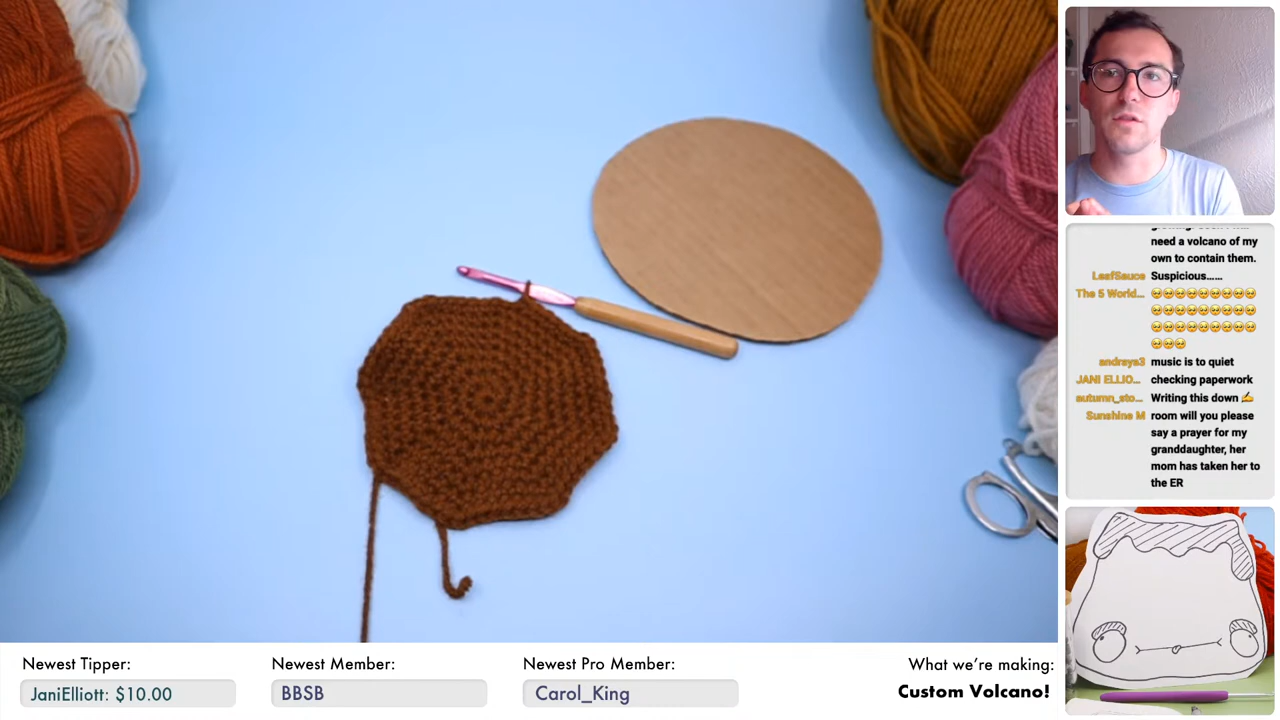 need a volcano of my
own to contain them.
LeafSauce Suspicious.....
The 5 World... 🥺🥺🥺🥺🥺🥺🥺🥺🥺
🥺🥺🥺🥺🥺🥺🥺🥺🥺
🥺🥺🥺🥺🥺🥺🥺🥺🥺
🥺🥺🥺
andraya3 music is to quiet
JANI ELLIO... checking paperwork
autumn_sto... Writing this down ✍️
Sunshine M room will you please
say a prayer for my
granddaughter, her
mom has taken her to
the ER
Newest Tipper:
JaniElliott: $10.00
Newest Member:
BBSB
Newest Pro Member:
Carol_King
What we're making:
Custom Volcano!